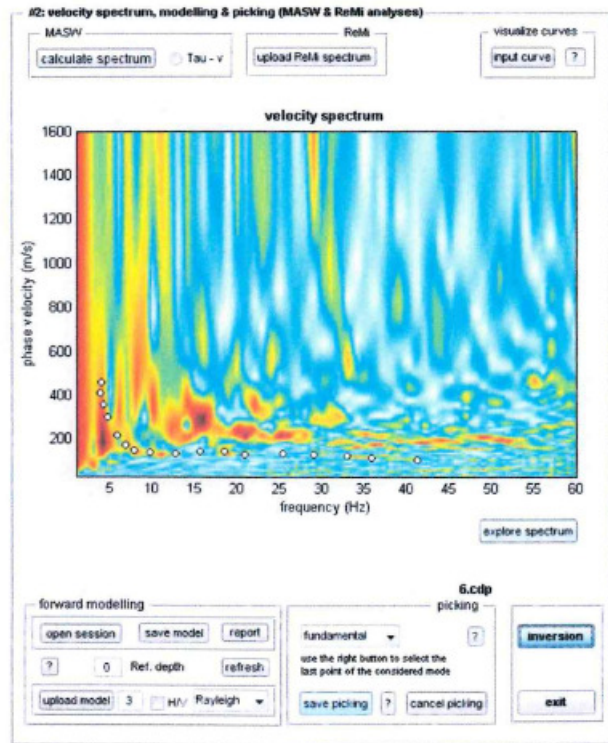 #2: velocity spectrum, modelling & picking (MASW & ReMi analyses)
MASW
ReMi
visualize curves
calculate spectrum
Tau - v
upload ReMi spectrum
input curve
?
velocity spectrum
1600
1400
1200
1000
800
600
400
200
phase velocity (m/s)
5 10 15 20 25 30 35 40 45 50 55 60
frequency (Hz)
explore spectrum
6.cdp
forward modelling
open session
save model
report
?
0
Ref. depth
refresh
upload model
3
H/V
Rayleigh
picking
fundamental
?
use the right button to select the
last point of the considered mode
save picking
?
cancel picking
inversion
exit